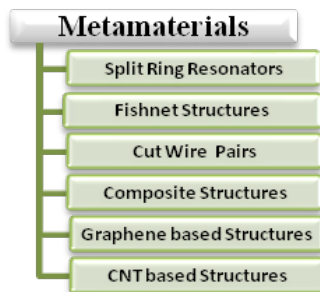 Metamaterials
Split Ring Resonators
Fishnet Structures
Cut Wire Pairs
Composite Structures
Graphene based Structures
CNT based Structures